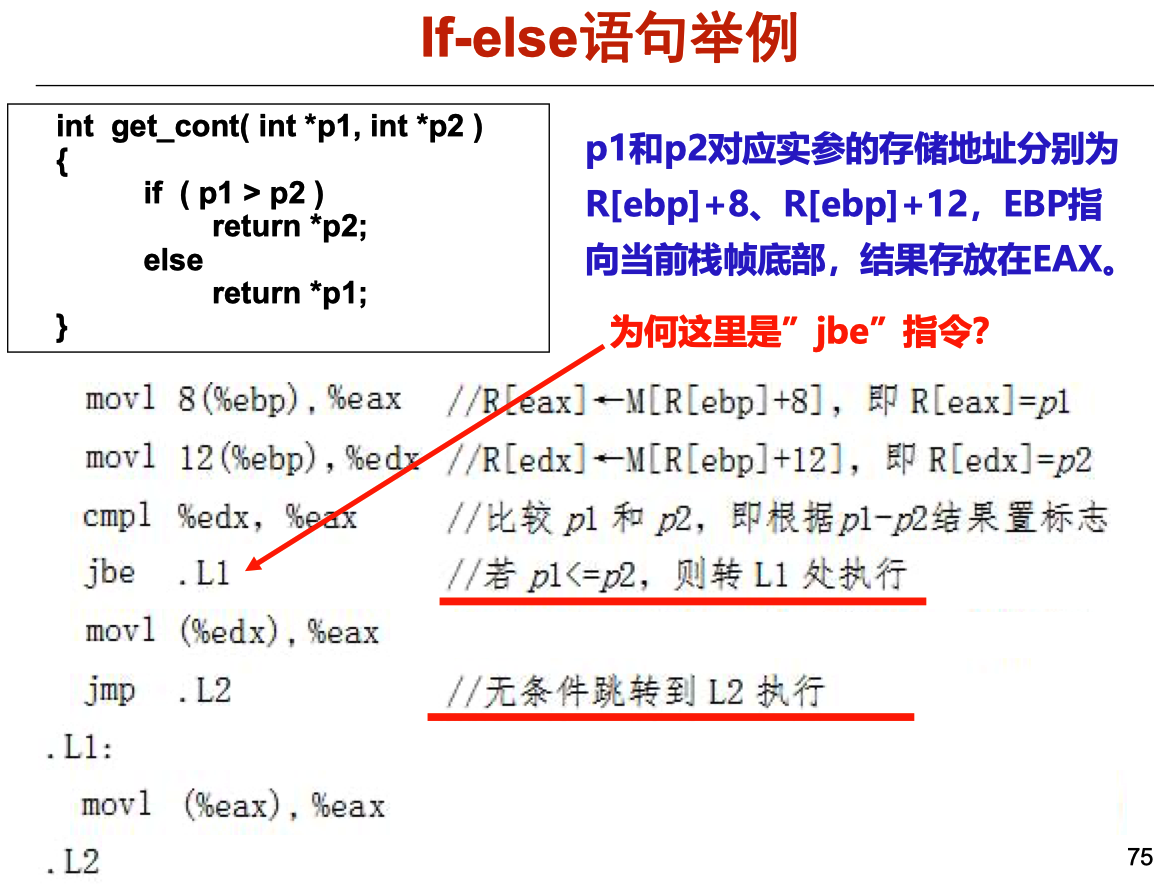 If-else语句举例
int get_cont( int *p1, int *p2 )
{
if ( p1 > p2 )
return *p2;
else
return *p1;
}
p1和p2对应实参的存储地址分别为
R[ebp]+8、R[ebp]+12，EBP指
向当前栈帧底部，结果存放在EAX。
为何这里是”jbe”指令？
movl 8(%ebp),%eax //R[eax]←M[R[ebp]+8]，即 R[eax]=p1
movl 12(%ebp),%edx //R[edx]←M[R[ebp]+12]，即 R[edx]=p2
cmpl %edx, %eax //比较 p1 和 p2，即根据p1-p2结果置标志
jbe .L1 //若 p1<=p2，则转 L1 处执行
movl (%edx),%eax
jmp .L2 //无条件跳转到 L2 执行
.L1:
movl (%eax),%eax
.L2
75